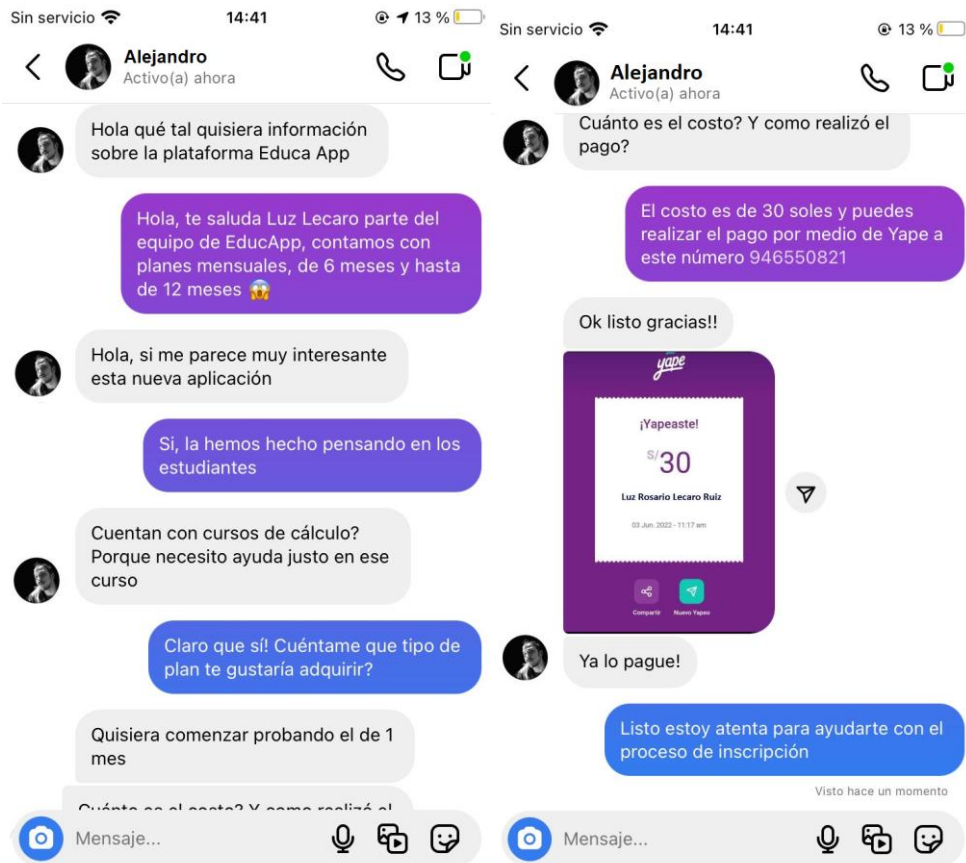 Sin servicio 14:41 13 %
Alejandro
Activo(a) ahora
Hola qué tal quisiera información
sobre la plataforma Educa App
Hola, te saluda Luz Lecaro parte del
equipo de EducApp, contamos con
planes mensuales, de 6 meses y hasta
de 12 meses 😱
Hola, si me parece muy interesante
esta nueva aplicación
Si, la hemos hecho pensando en los
estudiantes
Cuentan con cursos de cálculo?
Porque necesito ayuda justo en ese
curso
Claro que sí! Cuéntame que tipo de
plan te gustaría adquirir?
Quisiera comenzar probando el de 1
mes
Cuánto es el costo? Y como realizó el
Mensaje...
Sin servicio 14:41 13 %
Alejandro
Activo(a) ahora
Cuánto es el costo? Y como realizó el
pago?
El costo es de 30 soles y puedes
realizar el pago por medio de Yape a
este número 946550821
Ok listo gracias!!
yape
¡Yapeaste!
S/30
Luz Rosario Lecaro Ruiz
03 Jun. 2022 - 11:17 am
Compartir Nuevo Yapeo
Ya lo pague!
Listo estoy atenta para ayudarte con el
proceso de inscripción
Visto hace un momento
Mensaje...